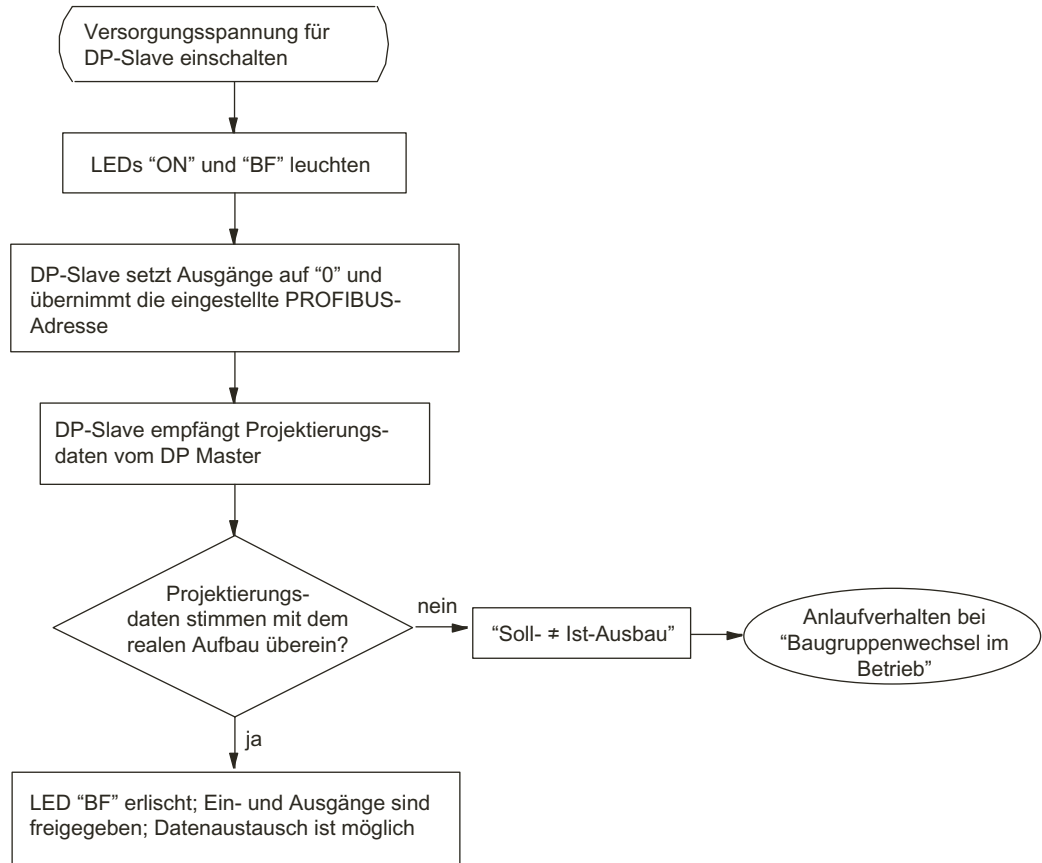 Versorgungsspannung für
DP-Slave einschalten
LEDs “ON” und “BF” leuchten
DP-Slave setzt Ausgänge auf “0” und
übernimmt die eingestellte PROFIBUS-
Adresse
DP-Slave empfängt Projektierungs-
daten vom DP Master
Projektierungs-
daten stimmen mit dem
realen Aufbau überein?
nein
“Soll- ≠ Ist-Ausbau”
Anlaufverhalten bei
“Baugruppenwechsel im
Betrieb”
ja
LED “BF” erlischt; Ein- und Ausgänge sind
freigegeben; Datenaustausch ist möglich